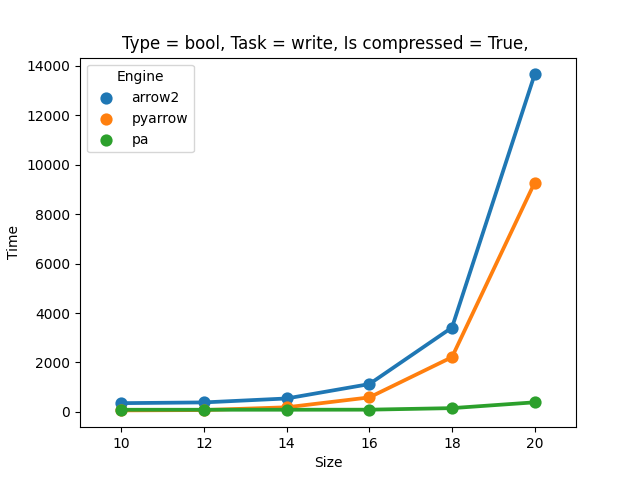 Type = bool, Task = write, Is compressed = True,
Engine
arrow2
pyarrow
pa
Time
14000
12000
10000
8000
6000
4000
2000
0
10 12 14 16 18 20
Size